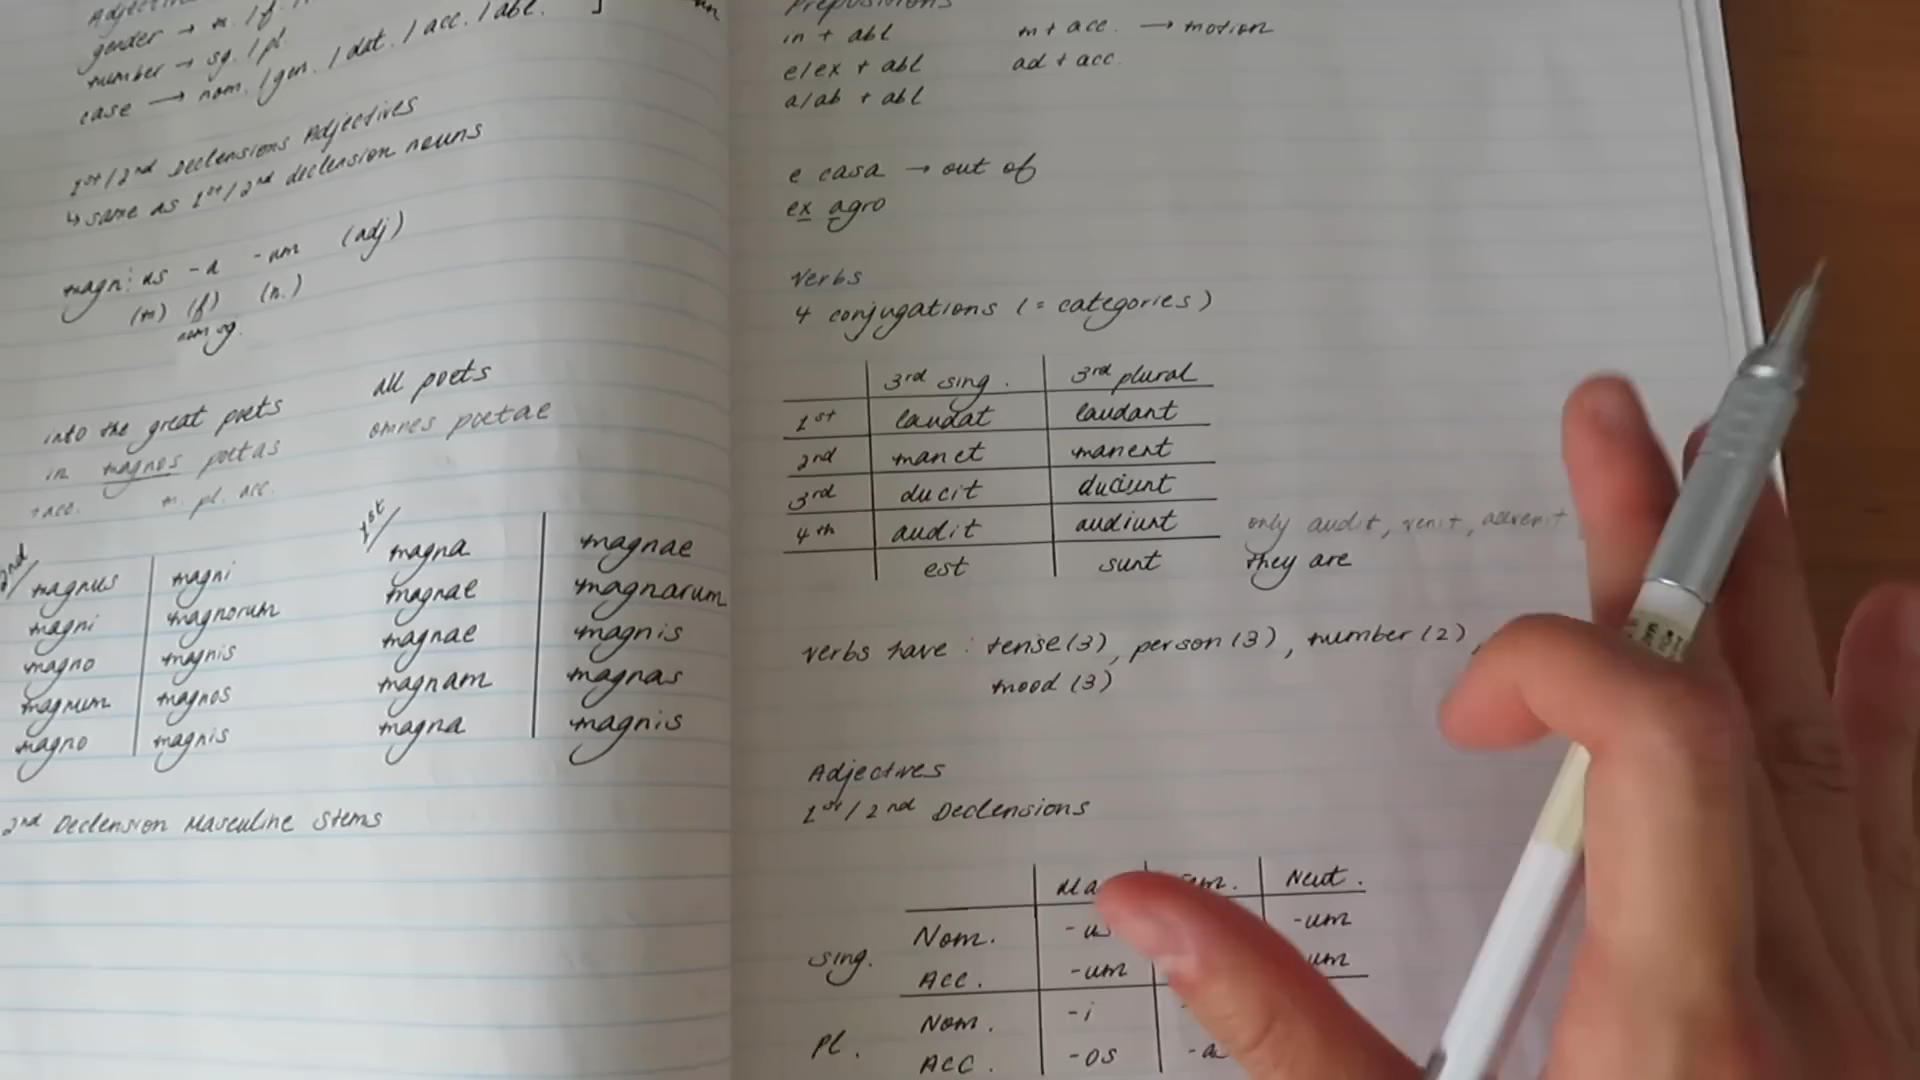 gender → m. / f. /
number → sg. / pl.
case → nom. / gen. / dat. / acc. / abl. ]
1st / 2nd Declensions Adjectives
↳ same as 1st / 2nd declension nouns
magn: us -a -um (adj)
(m) (f) (n.)
nom sg.
into the great poets
in magnos poetas
m. pl. acc.
all poets
omnes poetae
2nd/ magnus | magni
magni | magnorum
magno | magnis
magnum | magnos
magno | magnis
1st/ magna | magnae
magnae | magnarum
magnae | magnis
magnam | magnas
magna | magnis
2nd Declension Masculine Stems
Prepositions
in + abl m + acc. → motion
e/ex + abl ad + acc.
a/ab + abl
e casa → out of
ex agro
Verbs
4 conjugations (= categories)
3rd sing. 3rd plural
1st laudat laudant
2nd manet manent
3rd ducit duciunt
4th audit audiunt only audit, venit, advenit
est sunt they are
verbs have : tense (3), person (3), number (2),
mood (3)
Adjectives
1st / 2nd Declensions
Neut.
sing. Nom. -um
Acc. -um um
Pl. Nom. -i
Acc. -os